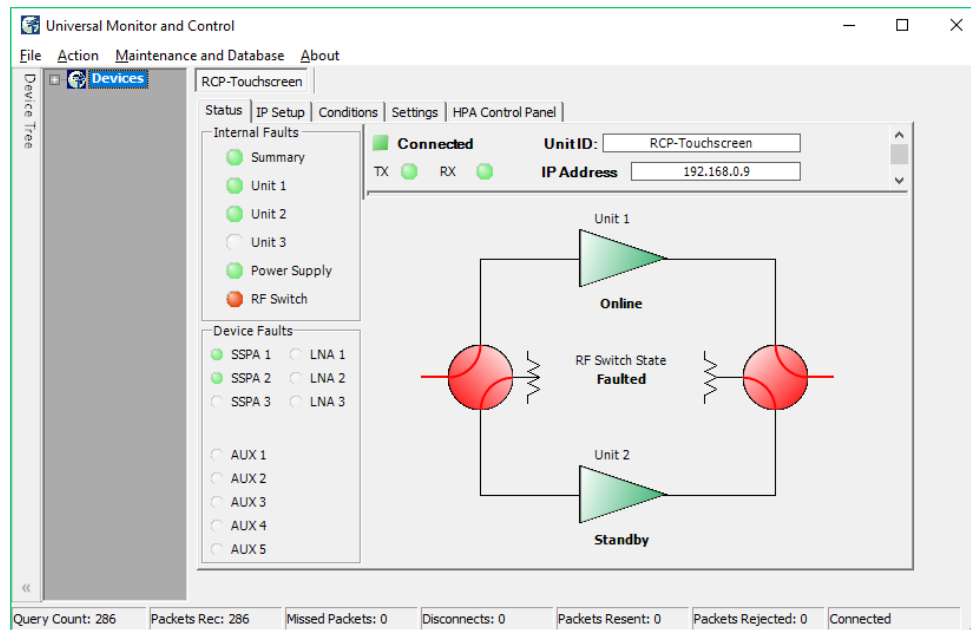 Universal Monitor and Control
File Action Maintenance and Database About
Device Tree
Devices
RCP-Touchscreen
Status IP Setup Conditions Settings HPA Control Panel
Internal Faults
Summary
Unit 1
Unit 2
Unit 3
Power Supply
RF Switch
Connected UnitID: RCP-Touchscreen
TX RX IP Address 192.168.0.9
Device Faults
SSPA 1 LNA 1
SSPA 2 LNA 2
SSPA 3 LNA 3
AUX 1
AUX 2
AUX 3
AUX 4
AUX 5
Unit 1
Online
RF Switch State
Faulted
Unit 2
Standby
Query Count: 286 Packets Rec: 286 Missed Packets: 0 Disconnects: 0 Packets Resent: 0 Packets Rejected: 0 Connected